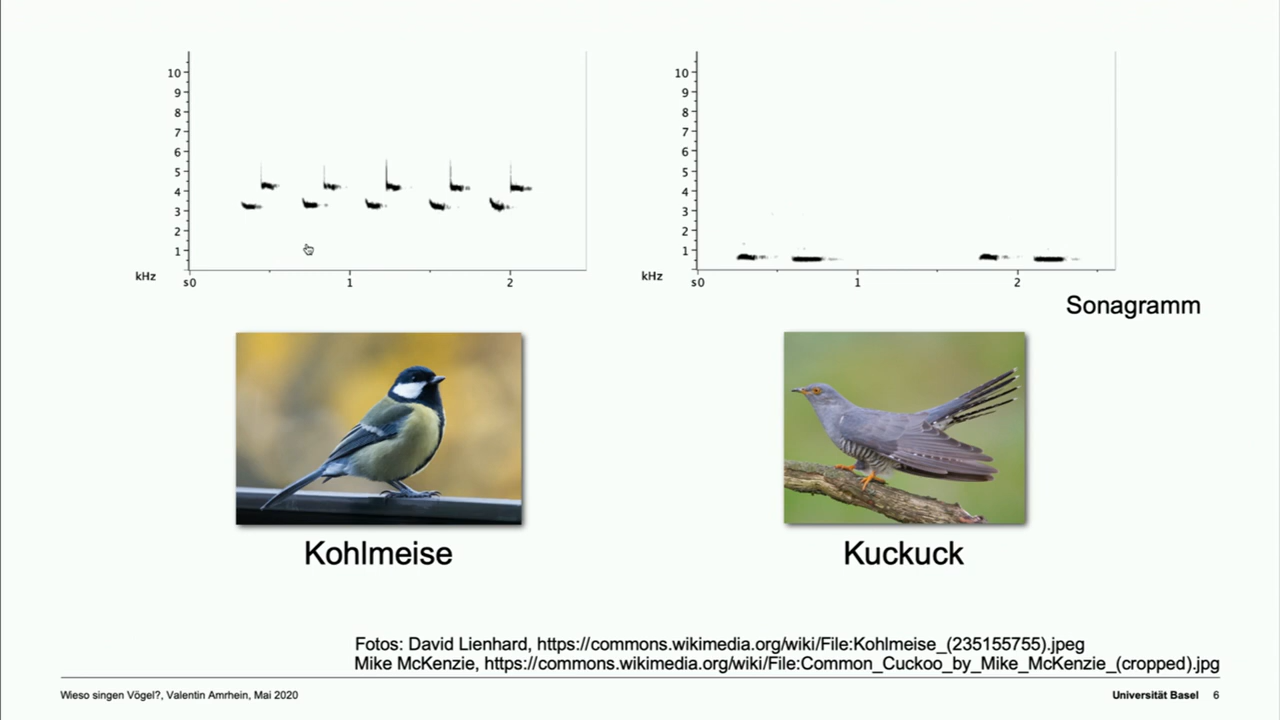 10
9
8
7
6
5
4
3
2
1
kHz
s0 1 2
10
9
8
7
6
5
4
3
2
1
kHz
s0 1 2
Sonagramm
Kohlmeise
Kuckuck
Fotos: David Lienhard, https://commons.wikimedia.org/wiki/File:Kohlmeise_(235155755).jpeg
Mike McKenzie, https://commons.wikimedia.org/wiki/File:Common_Cuckoo_by_Mike_McKenzie_(cropped).jpg
Wieso singen Vögel?, Valentin Amrhein, Mai 2020
Universität Basel 6